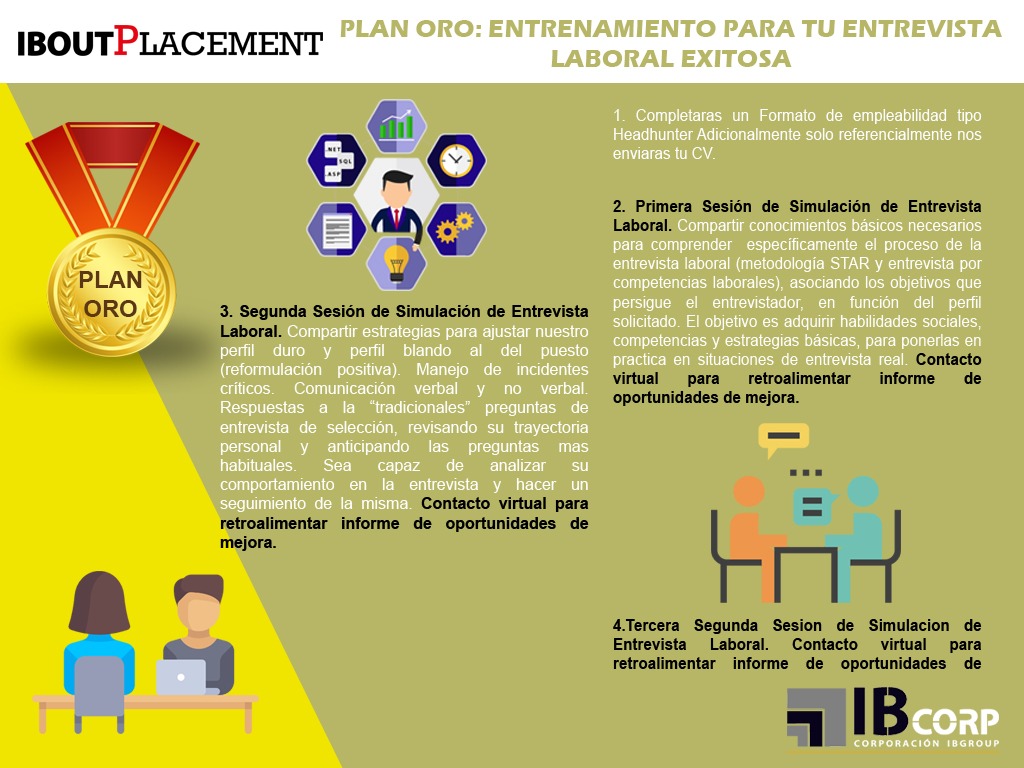 IBOUTPLACEMENT
PLAN ORO: ENTRENAMIENTO PARA TU ENTREVISTA
LABORAL EXITOSA
PLAN
ORO
1. Completaras un Formato de empleabilidad tipo
Headhunter Adicionalmente solo referencialmente nos
enviaras tu CV.
2. Primera Sesión de Simulación de Entrevista
Laboral. Compartir conocimientos básicos necesarios
para comprender específicamente el proceso de la
entrevista laboral (metodología STAR y entrevista por
competencias laborales), asociando los objetivos que
persigue el entrevistador, en función del perfil
solicitado. El objetivo es adquirir habilidades sociales,
competencias y estrategias básicas, para ponerlas en
practica en situaciones de entrevista real. Contacto
virtual para retroalimentar informe de
oportunidades de mejora.
.NET
SQL
.ASP
3. Segunda Sesión de Simulación de Entrevista
Laboral. Compartir estrategias para ajustar nuestro
perfil duro y perfil blando al del puesto
(reformulación positiva). Manejo de incidentes
críticos. Comunicación verbal y no verbal.
Respuestas a la “tradicionales” preguntas de
entrevista de selección, revisando su trayectoria
personal y anticipando las preguntas mas
habituales. Sea capaz de analizar su
comportamiento en la entrevista y hacer un
seguimiento de la misma. Contacto virtual para
retroalimentar informe de oportunidades de
mejora.
4.Tercera Segunda Sesion de Simulacion de
Entrevista Laboral. Contacto virtual para
retroalimentar informe de oportunidades de
IB CORP
CORPORACIÓN IBGROUP